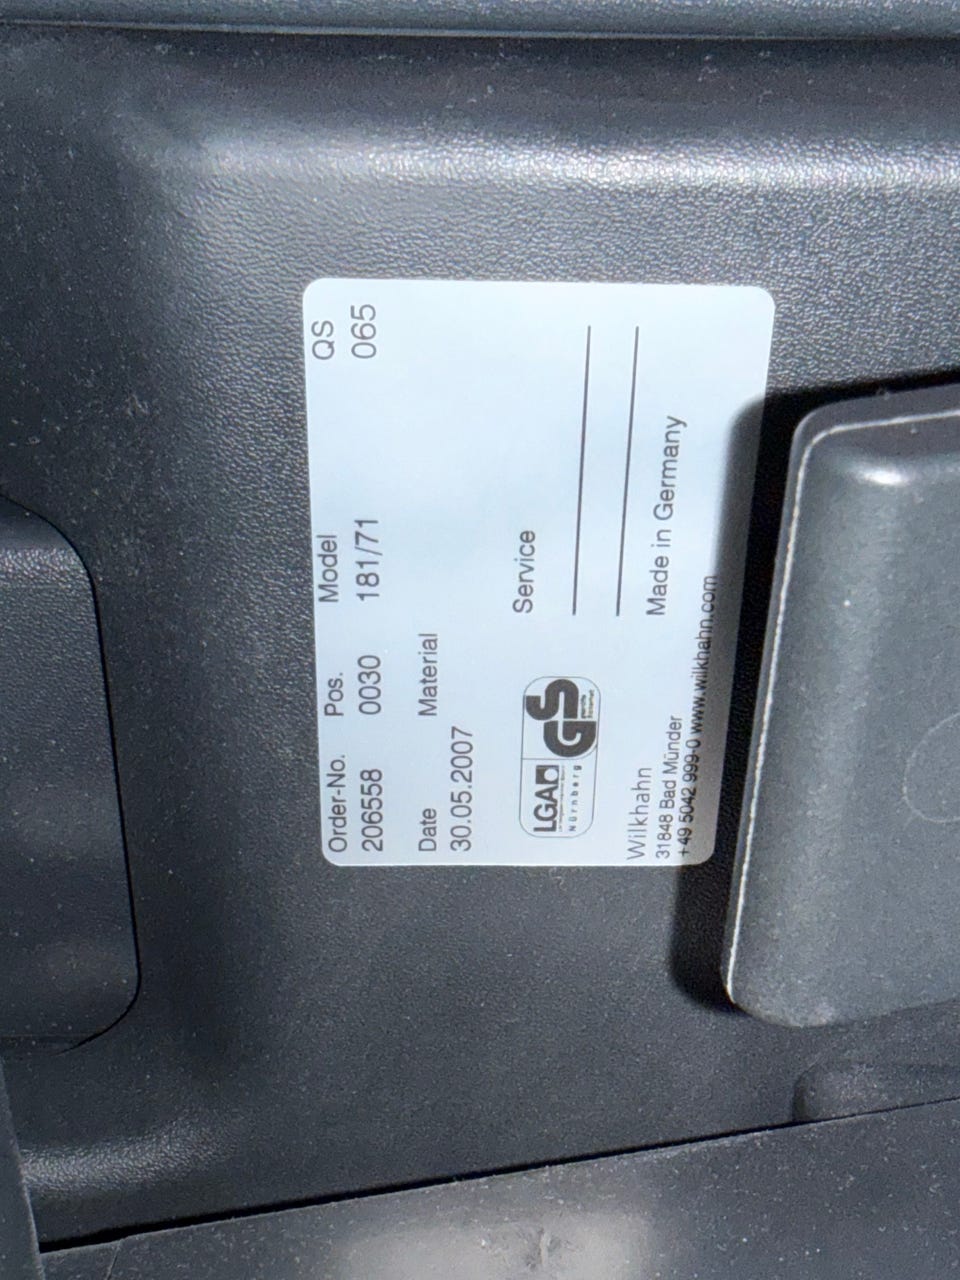 Order-No. Pos. Model QS
206558 0030 181/71 065
Date Material
30.05.2007
LGA
Nürnberg
GS
Service
Wilkhahn
31848 Bad Münder Made in Germany
+49 5042 999-0 www.wilkhahn.com